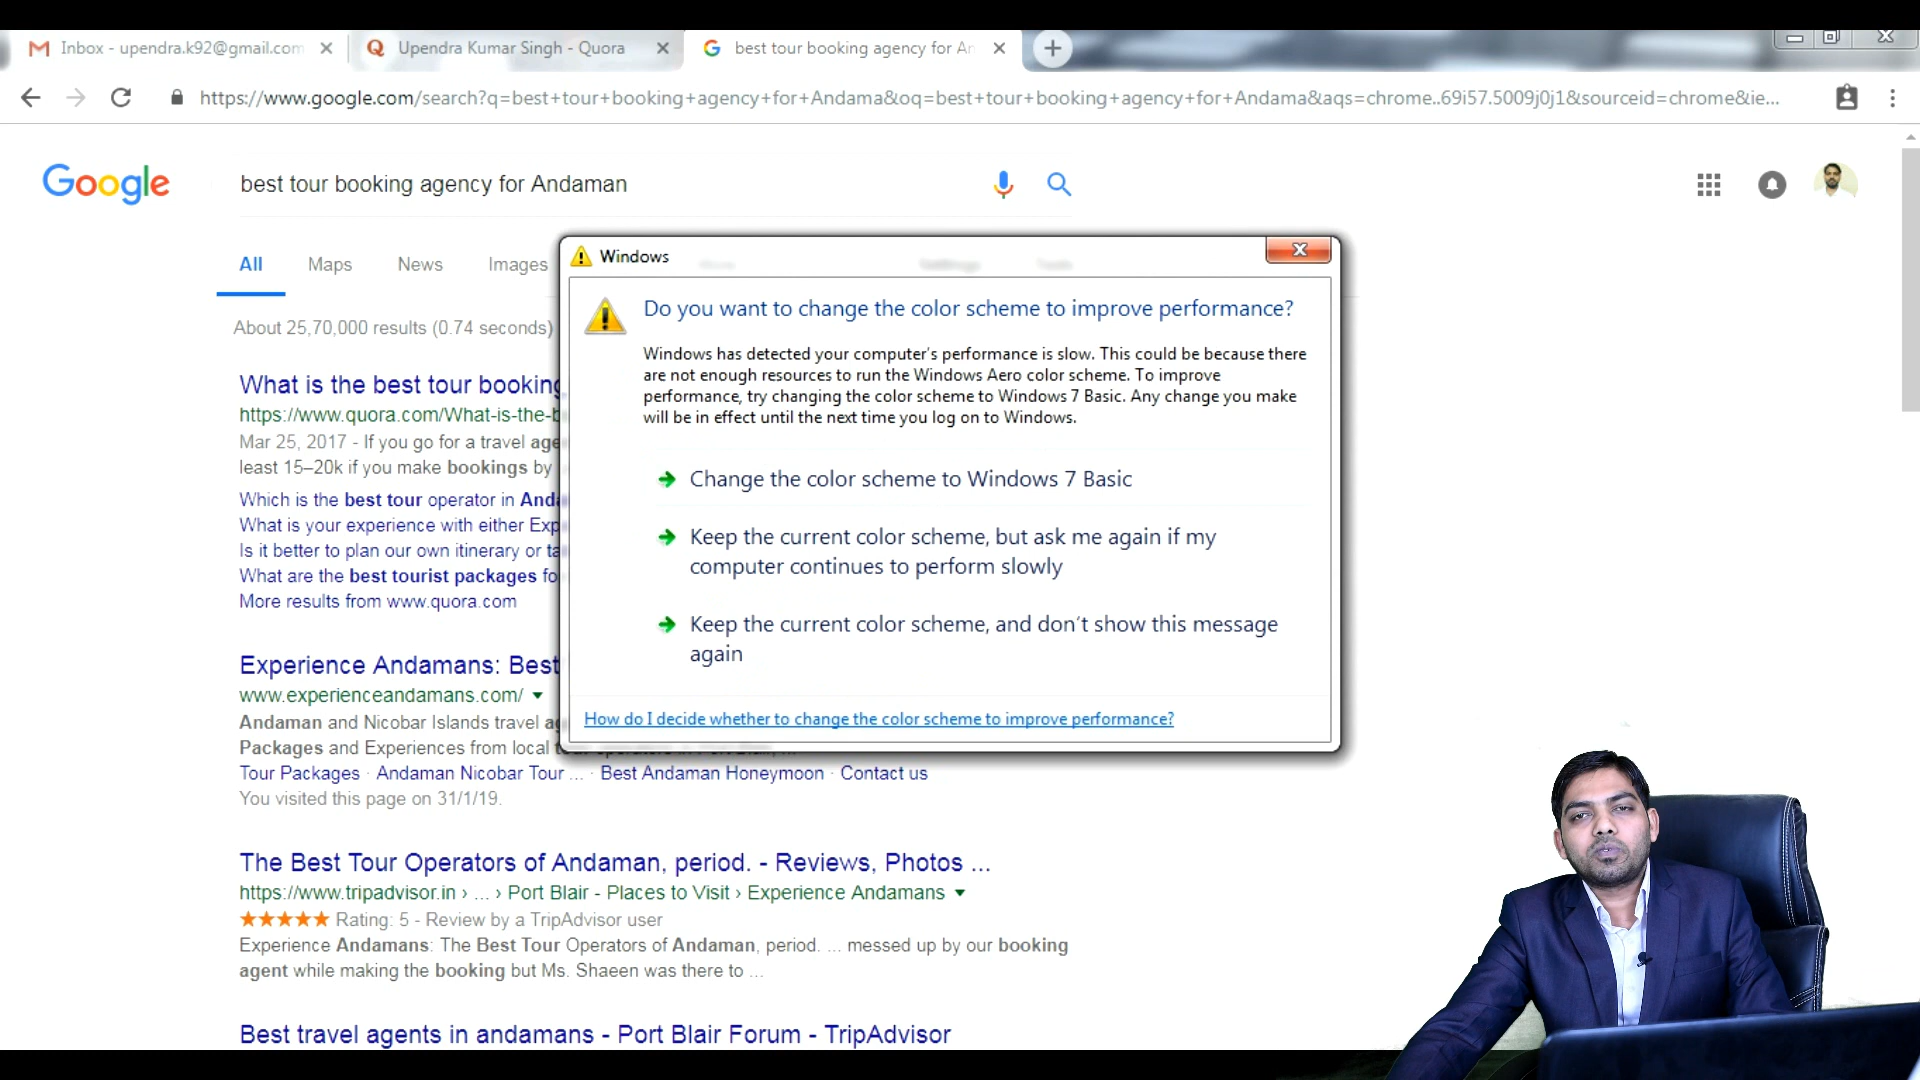 Inbox - upendra.k92@gmail.com
Upendra Kumar Singh - Quora
best tour booking agency for An
https://www.google.com/search?q=best+tour+booking+agency+for+Andama&oq=best+tour+booking+agency+for+Andama&aqs=chrome..69i57.5009j0j1&sourceid=chrome&ie...
Google
best tour booking agency for Andaman
All Maps News Images
About 25,70,000 results (0.74 seconds)
What is the best tour booking
https://www.quora.com/What-is-the-b
Mar 25, 2017 - If you go for a travel age
least 15–20k if you make bookings by
Which is the best tour operator in Anda
What is your experience with either Exp
Is it better to plan our own itinerary or ta
What are the best tourist packages fo
More results from www.quora.com
Experience Andamans: Best
www.experienceandamans.com/
Andaman and Nicobar Islands travel ag
Packages and Experiences from local
Tour Packages · Andaman Nicobar Tour ... · Best Andaman Honeymoon · Contact us
You visited this page on 31/1/19.
The Best Tour Operators of Andaman, period. - Reviews, Photos ...
https://www.tripadvisor.in › ... › Port Blair - Places to Visit › Experience Andamans
Rating: 5 - Review by a TripAdvisor user
Experience Andamans: The Best Tour Operators of Andaman, period. ... messed up by our booking
agent while making the booking but Ms. Shaeen was there to ...
Best travel agents in andamans - Port Blair Forum - TripAdvisor
Windows
Do you want to change the color scheme to improve performance?
Windows has detected your computer's performance is slow. This could be because there
are not enough resources to run the Windows Aero color scheme. To improve
performance, try changing the color scheme to Windows 7 Basic. Any change you make
will be in effect until the next time you log on to Windows.
Change the color scheme to Windows 7 Basic
Keep the current color scheme, but ask me again if my
computer continues to perform slowly
Keep the current color scheme, and don't show this message
again
How do I decide whether to change the color scheme to improve performance?